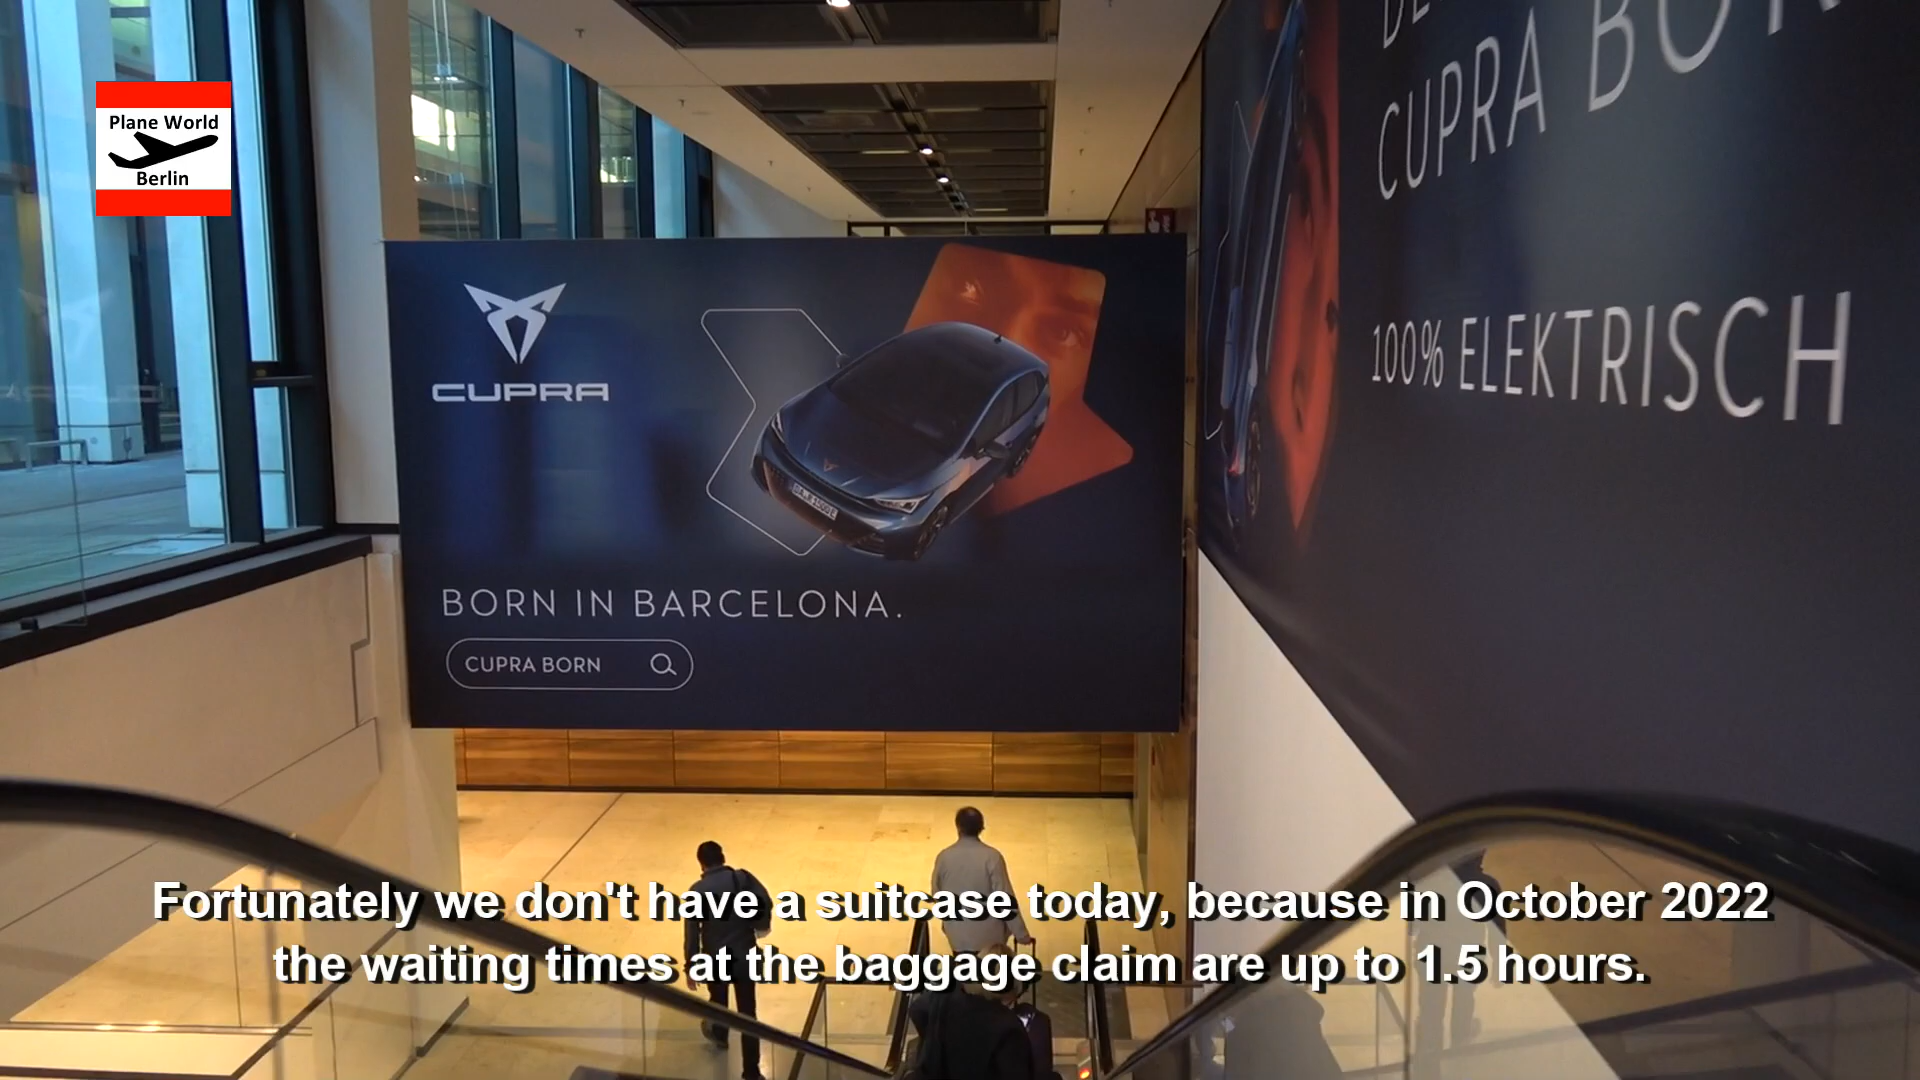 Plane World
Berlin
CUPRA
BORN IN BARCELONA.
CUPRA BORN
CUPRA BORN
100% ELEKTRISCH
Fortunately we don't have a suitcase today, because in October 2022
the waiting times at the baggage claim are up to 1.5 hours.